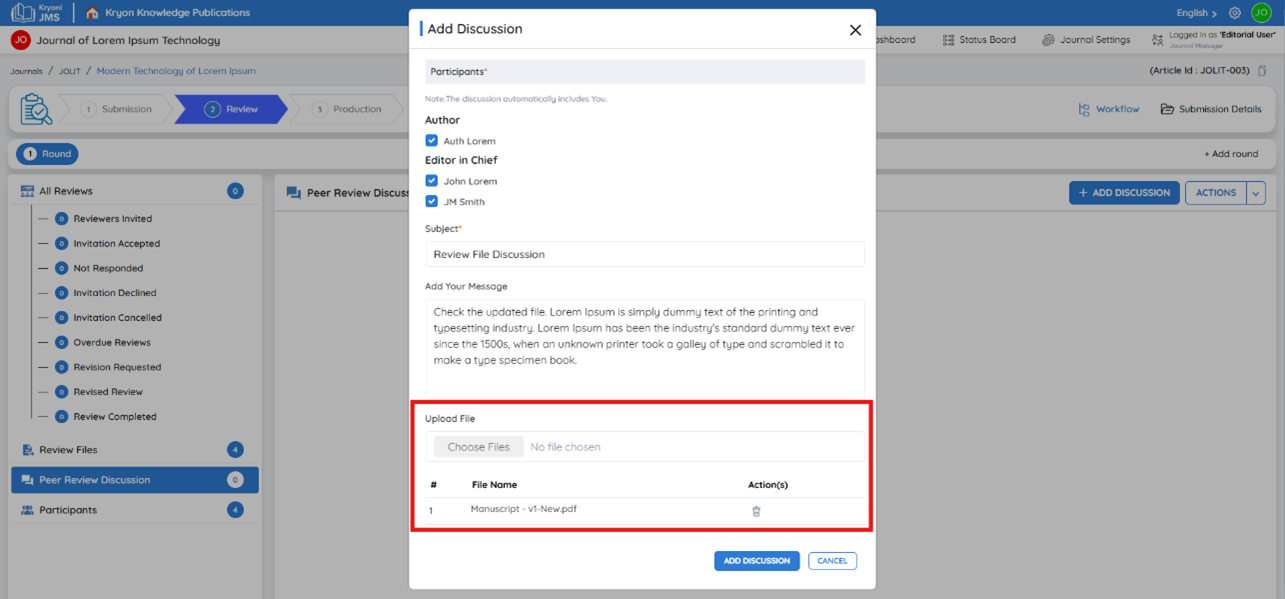 Kryoni
JMS
Kryon Knowledge Publications
English >
JO
JO
Journal of Lorem Ipsum Technology
ashboard
Status Board
Journal Settings
Logged in as 'Editorial User'
Journal Manager
Journals / JOLIT / Modern Technology of Lorem Ipsum
(Article Id : JOLIT-003)
1 Submission
2 Review
3 Production
Workflow
Submission Details
1 Round
+ Add round
All Reviews 0
0 Reviewers Invited
0 Invitation Accepted
0 Not Responded
0 Invitation Declined
0 Invitation Cancelled
0 Overdue Reviews
0 Revision Requested
0 Revised Review
0 Review Completed
Review Files 4
Peer Review Discussion 0
Participants 4
Peer Review Discuss
+ ADD DISCUSSION
ACTIONS
Add Discussion
Participants*
Note:The discussion automatically includes You.
Author
Auth Lorem
Editor in Chief
John Lorem
JM Smith
Subject*
Review File Discussion
Add Your Message
Check the updated file. Lorem Ipsum is simply dummy text of the printing and
typesetting industry. Lorem Ipsum has been the industry's standard dummy text ever
since the 1500s, when an unknown printer took a galley of type and scrambled it to
make a type specimen book.
Upload File
Choose Files No file chosen
# File Name Action(s)
1 Manuscript - v1-New.pdf
ADD DISCUSSION
CANCEL